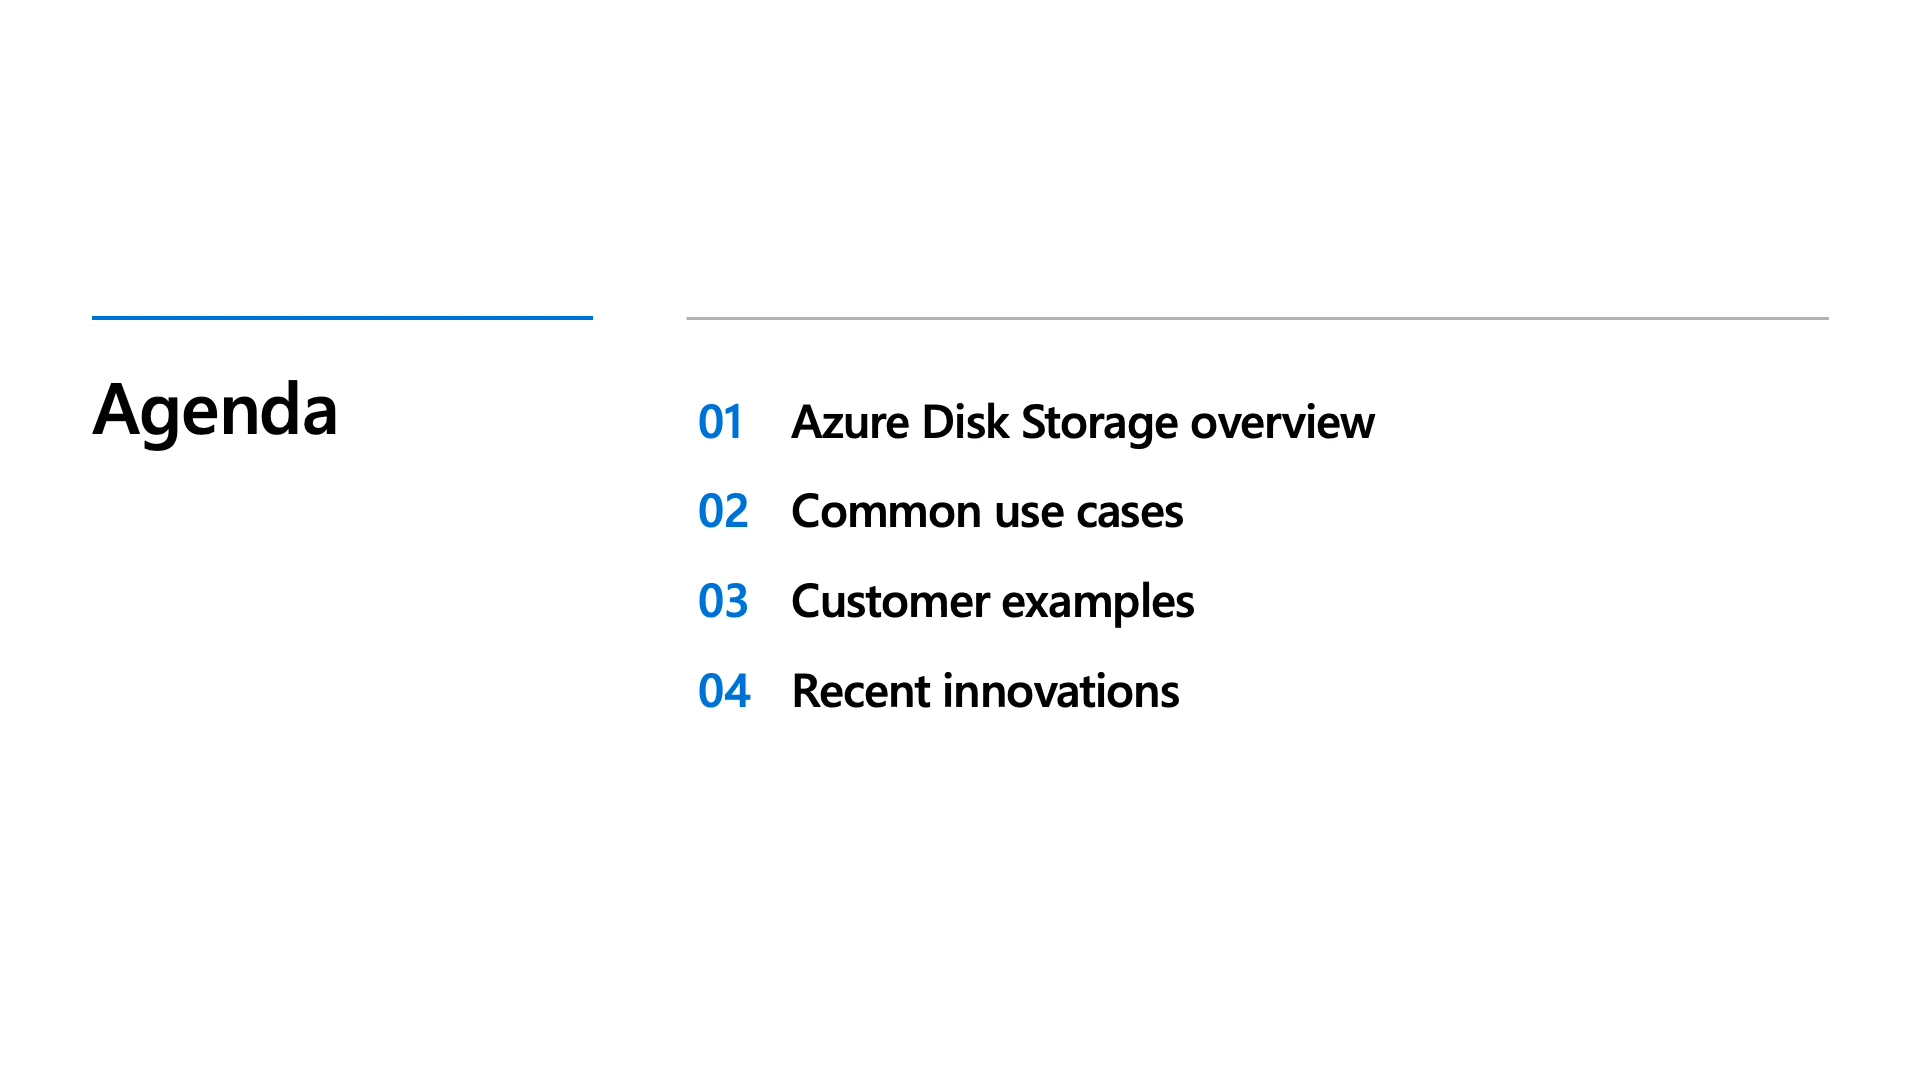 Agenda
01 Azure Disk Storage overview
02 Common use cases
03 Customer examples
04 Recent innovations